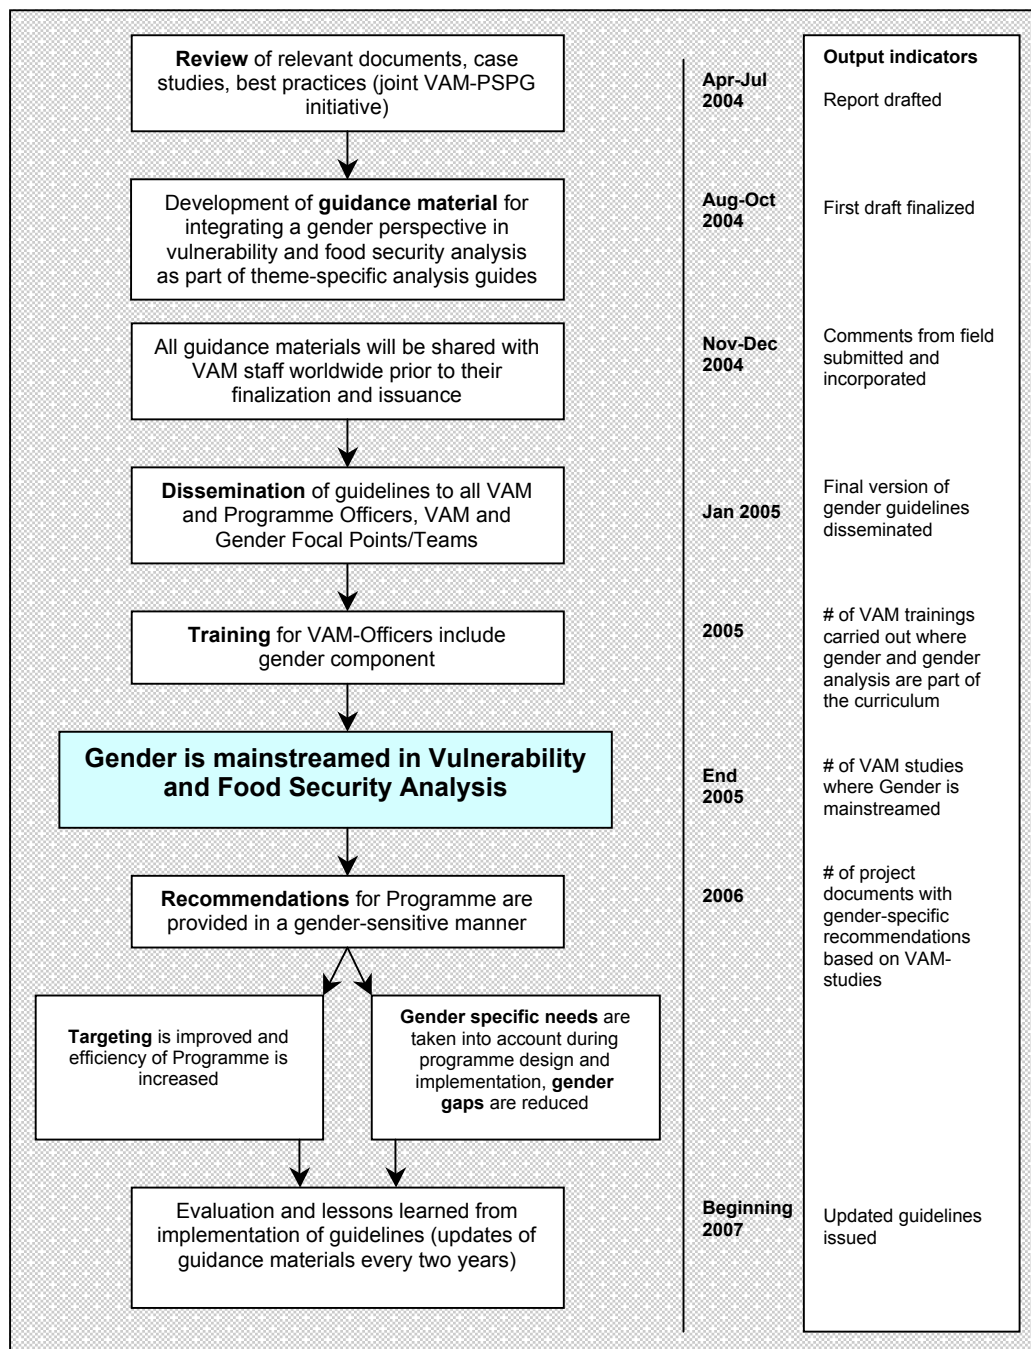 Review of relevant documents, case
studies, best practices (joint VAM-PSPG
initiative)
Apr-Jul
2004
Output indicators
Report drafted
Development of guidance material for
integrating a gender perspective in
vulnerability and food security analysis
as part of theme-specific analysis guides
Aug-Oct
2004
First draft finalized
All guidance materials will be shared with
VAM staff worldwide prior to their
finalization and issuance
Nov-Dec
2004
Comments from field
submitted and
incorporated
Dissemination of guidelines to all VAM
and Programme Officers, VAM and
Gender Focal Points/Teams
Jan 2005
Final version of
gender guidelines
disseminated
Training for VAM-Officers include
gender component
2005
# of VAM trainings
carried out where
gender and gender
analysis are part of
the curriculum
Gender is mainstreamed in Vulnerability
and Food Security Analysis
End
2005
# of VAM studies
where Gender is
mainstreamed
Recommendations for Programme are
provided in a gender-sensitive manner
2006
# of project
documents with
gender-specific
recommendations
based on VAM-
studies
Targeting is improved and
efficiency of Programme is
increased
Gender specific needs are
taken into account during
programme design and
implementation, gender
gaps are reduced
Evaluation and lessons learned from
implementation of guidelines (updates of
guidance materials every two years)
Beginning
2007
Updated guidelines
issued